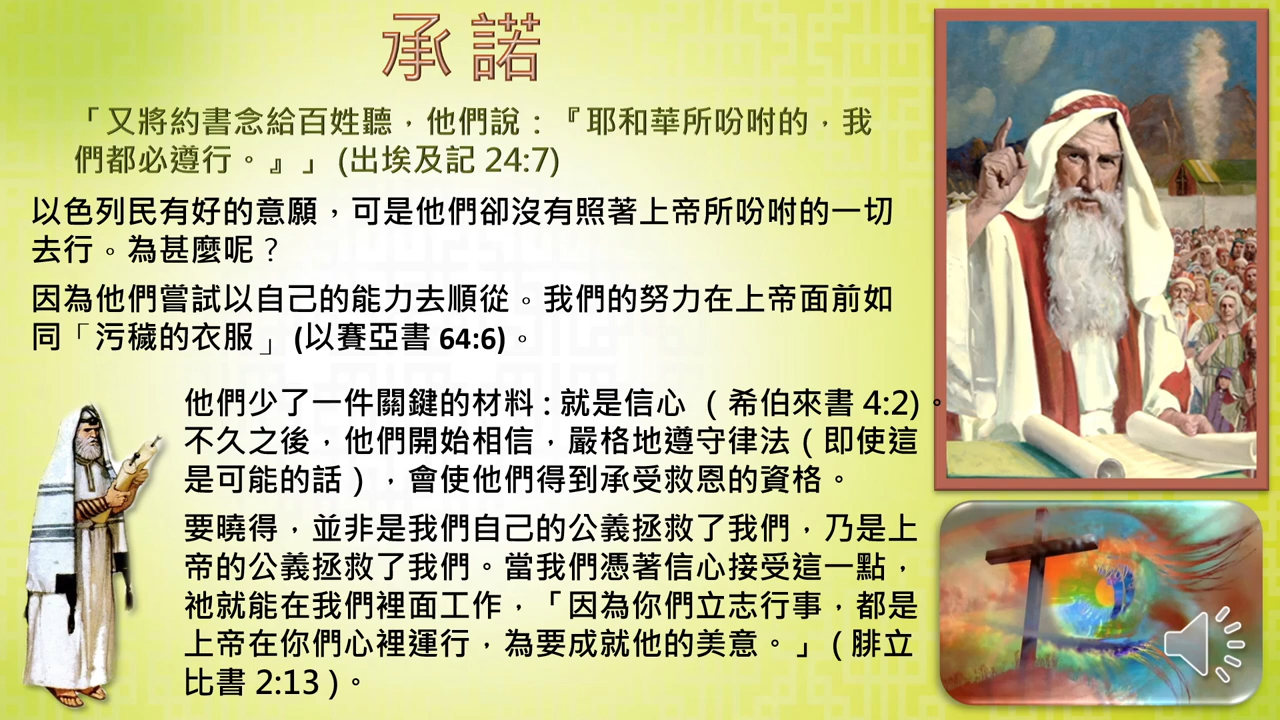 承諾
「又將約書念給百姓聽，他們說：『耶和華所吩咐的，我
們都必遵行。』」 (出埃及記 24:7)
以色列民有好的意願，可是他們卻沒有照著上帝所吩咐的一切
去行。為甚麼呢？
因為他們嘗試以自己的能力去順從。我們的努力在上帝面前如
同「污穢的衣服」 (以賽亞書 64:6)。
他們少了一件關鍵的材料 : 就是信心 （希伯來書 4:2)。
不久之後，他們開始相信，嚴格地遵守律法 ( 即使這
是可能的話 ) ，會使他們得到承受救恩的資格。
要曉得，並非是我們自己的公義拯救了我們，乃是上
帝的公義拯救了我們。當我們憑著信心接受這一點，
祂就能在我們裡面工作，「因為你們立志行事，都是
上帝在你們心裡運行，為要成就他的美意。」 ( 腓立
比書 2:13 )。